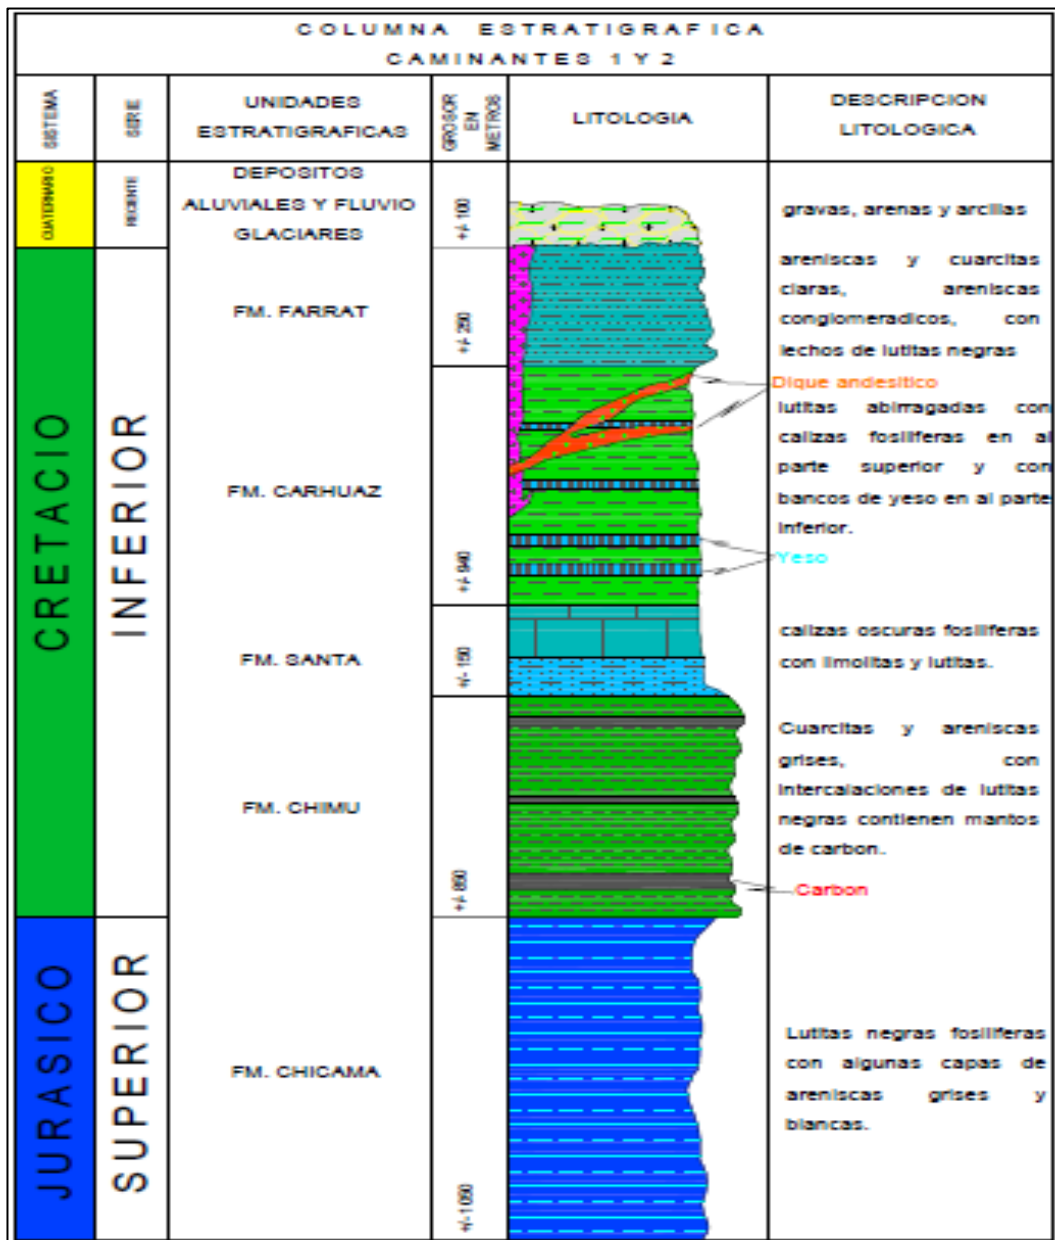 COLUMNA ESTRATIGRAFICA
CAMINANTES 1 Y 2
SISTEMA
SERIE
UNIDADES
ESTRATIGRAFICAS
GROSOR
EN
METROS
LITOLOGIA
DESCRIPCION
LITOLOGICA
CUATERNARIO
RECIENTE
DEPOSITOS
ALUVIALES Y FLUVIO
GLACIARES
+/- 100
gravas, arenas y arcillas
CRETACIO
INFERIOR
FM. FARRAT
+/- 250
areniscas y cuarcitas
claras, areniscas
conglomeradicos, con
lechos de lutitas negras
Dique andesitico
FM. CARHUAZ
+/- 940
lutitas abirragadas con
calizas fosiliferas en al
parte superior y con
bancos de yeso en al parte
inferior.
Yeso
FM. SANTA
+/- 150
calizas oscuras fosiliferas
con limolitas y lutitas.
FM. CHIMU
+/- 850
Cuarcitas y areniscas
grises, con
intercalaciones de lutitas
negras contienen mantos
de carbon.
Carbon
JURASICO
SUPERIOR
FM. CHICAMA
+/- 1050
Lutitas negras fosiliferas
con algunas capas de
areniscas grises y
blancas.